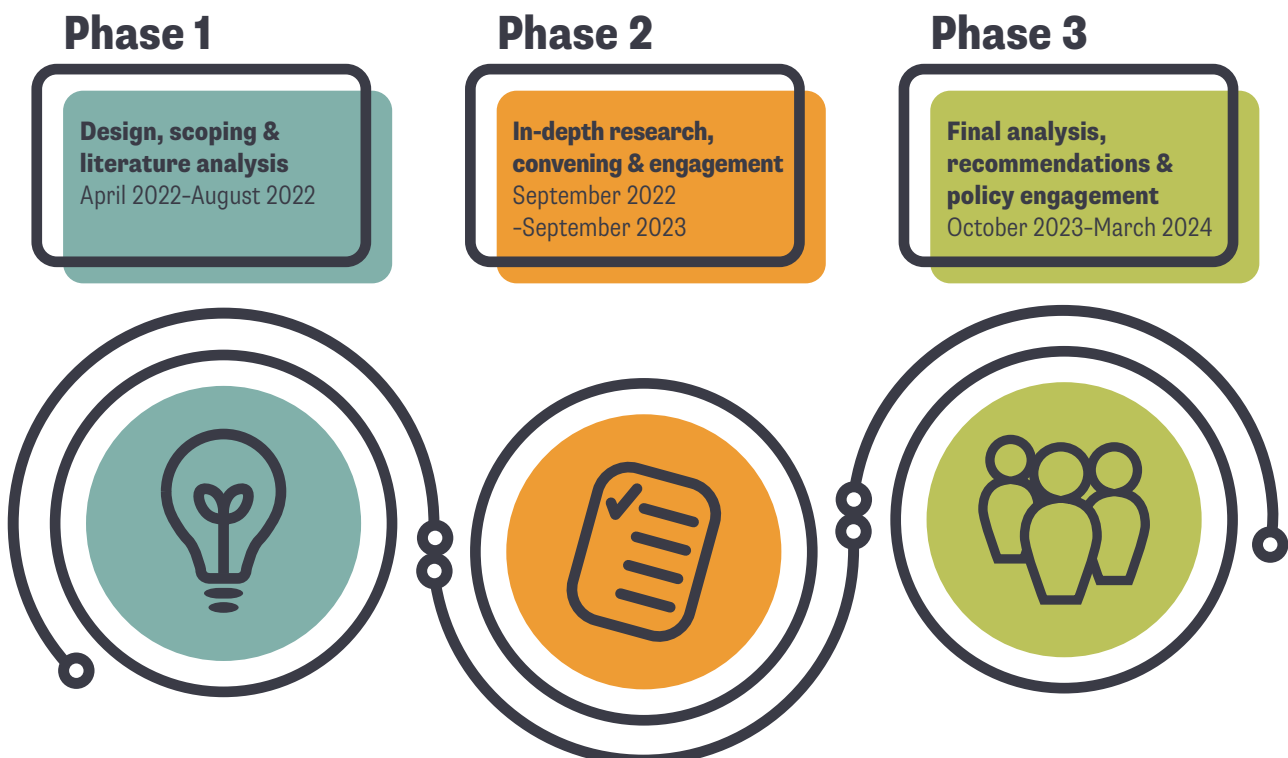 Phase 1
Design, scoping &
literature analysis
April 2022-August 2022
Phase 2
In-depth research,
convening & engagement
September 2022
-September 2023
Phase 3
Final analysis,
recommendations &
policy engagement
October 2023-March 2024